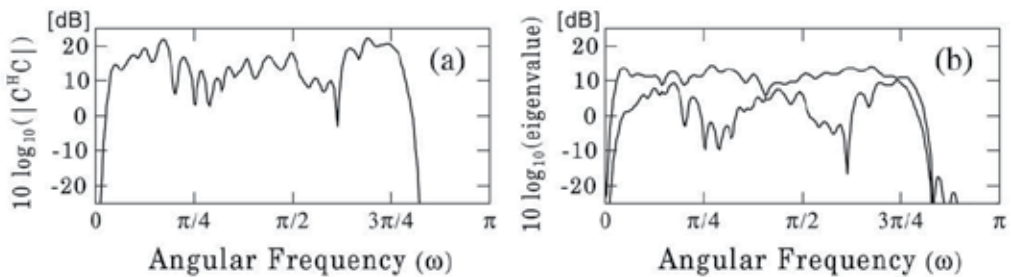 [dB]
20
10
0
-10
-20
10 log10(|C^H C|)
(a)
0 π/4 π/2 3π/4 π
Angular Frequency (ω)
[dB]
20
10
0
-10
-20
10 log10(eigenvalue)
(b)
0 π/4 π/2 3π/4 π
Angular Frequency (ω)